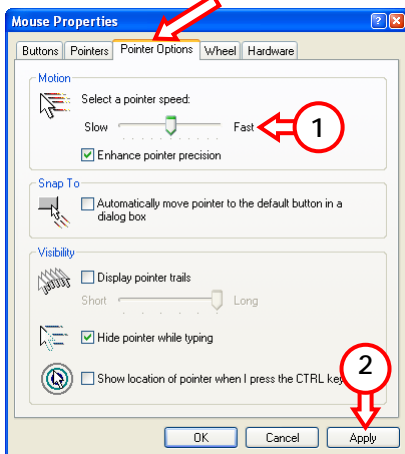 Mouse Properties
Buttons Pointers Pointer Options Wheel Hardware
Motion
Select a pointer speed:
Slow Fast 1
Enhance pointer precision
Snap To
Automatically move pointer to the default button in a
dialog box
Visibility
Display pointer trails
Short Long
Hide pointer while typing
Show location of pointer when I press the CTRL key
2
OK Cancel Apply